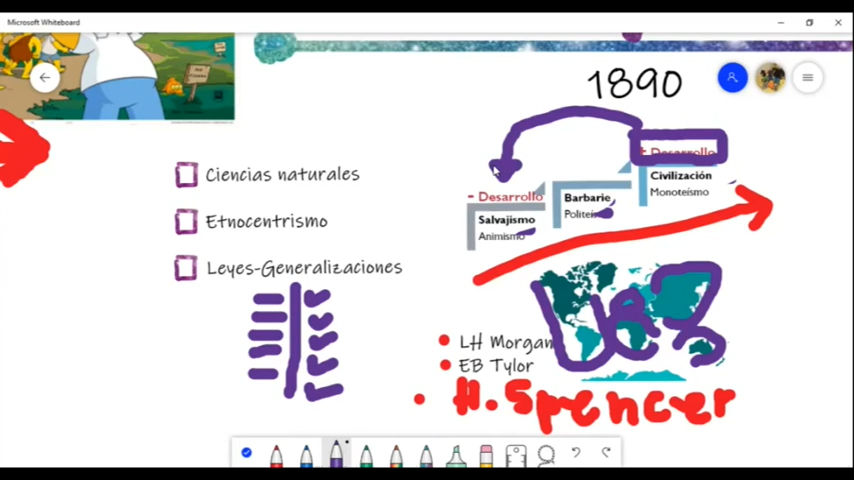 Microsoft Whiteboard
1890
+ Desarrollo
Ciencias naturales
Civilización
Monoteísmo
- Desarrollo
Barbarie
Salvajismo
Animismo
Etnocentrismo
Leyes-Generalizaciones
LH Morgan
EB Tylor
H. Spencer